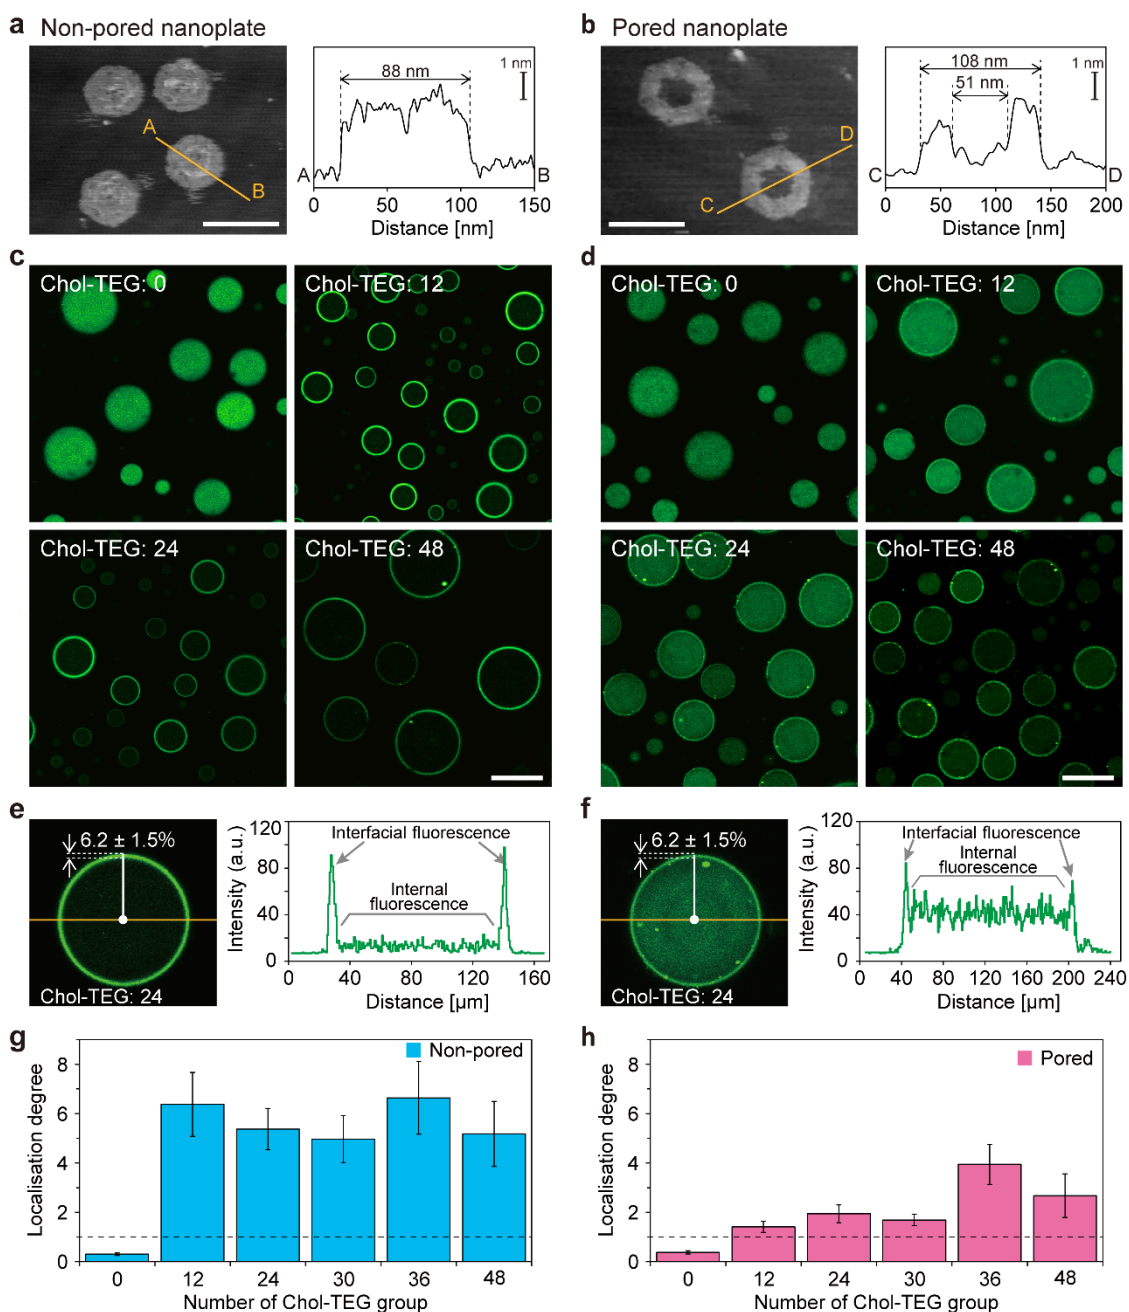 a Non-pored nanoplate
A
B
88 nm
1 nm
A
B
0 50 100 150
Distance [nm]
b Pored nanoplate
D
C
108 nm
51 nm
1 nm
C
D
0 50 100 150 200
Distance [nm]
c
Chol-TEG: 0
Chol-TEG: 12
Chol-TEG: 24
Chol-TEG: 48
d
Chol-TEG: 0
Chol-TEG: 12
Chol-TEG: 24
Chol-TEG: 48
e
6.2 ± 1.5%
Chol-TEG: 24
Intensity (a.u.)
120
80
40
0
Interfacial fluorescence
Internal
fluorescence
0 40 80 120 160
Distance [µm]
f
6.2 ± 1.5%
Chol-TEG: 24
Intensity (a.u.)
120
80
40
0
Interfacial fluorescence
Internal
fluorescence
0 40 80 120 160 200 240
Distance [µm]
g
Non-pored
Localisation degree
8
6
4
2
0
0 12 24 30 36 48
Number of Chol-TEG group
h
Pored
Localisation degree
8
6
4
2
0
0 12 24 30 36 48
Number of Chol-TEG group